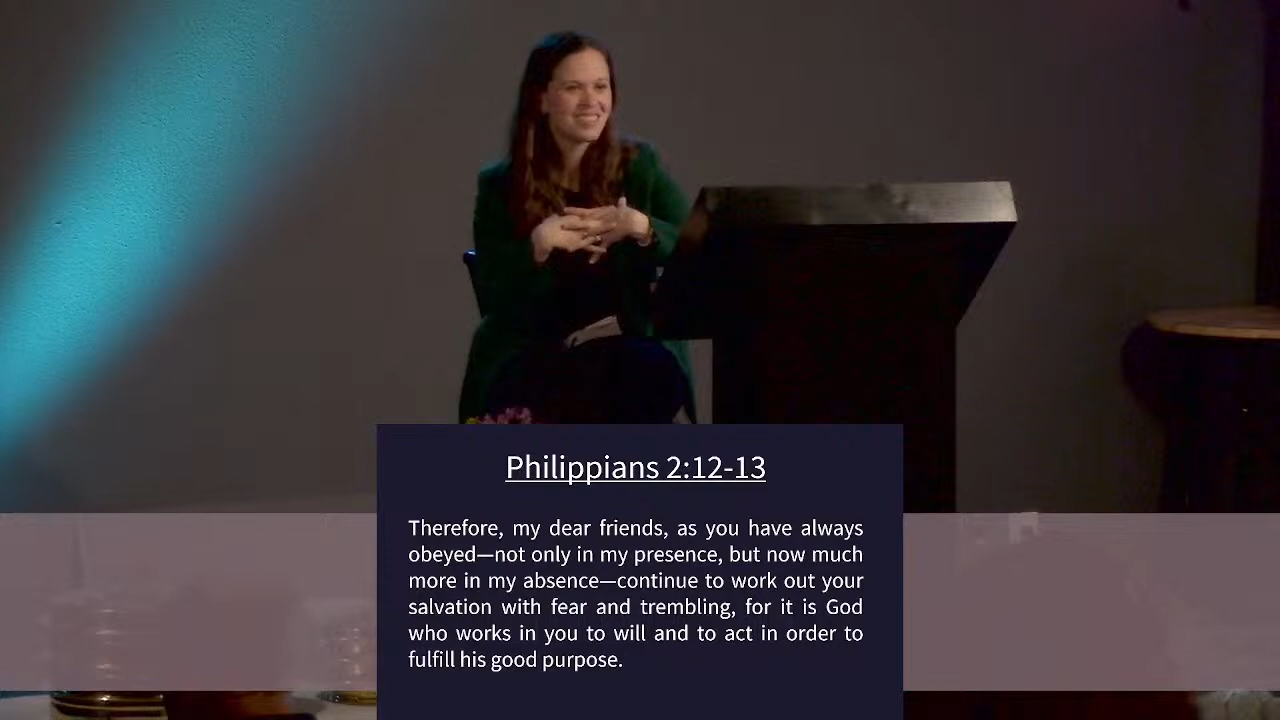 Philippians 2:12-13
Therefore, my dear friends, as you have always
obeyed—not only in my presence, but now much
more in my absence—continue to work out your
salvation with fear and trembling, for it is God
who works in you to will and to act in order to
fulfill his good purpose.